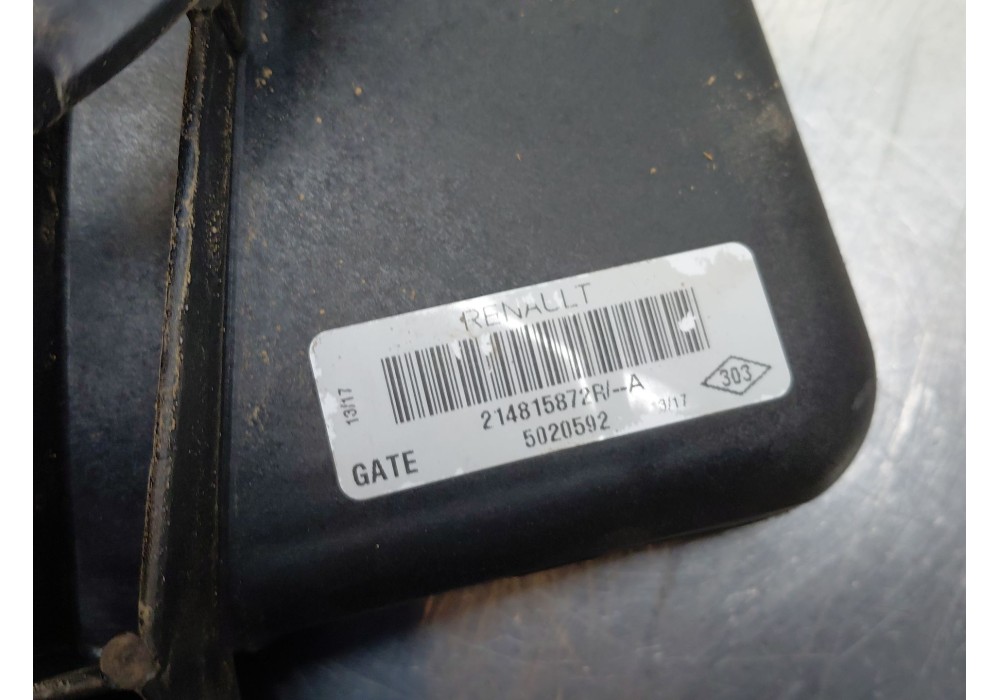 RENAULT
13/17
214815872R/--A
303
5020592
13/17
GATE